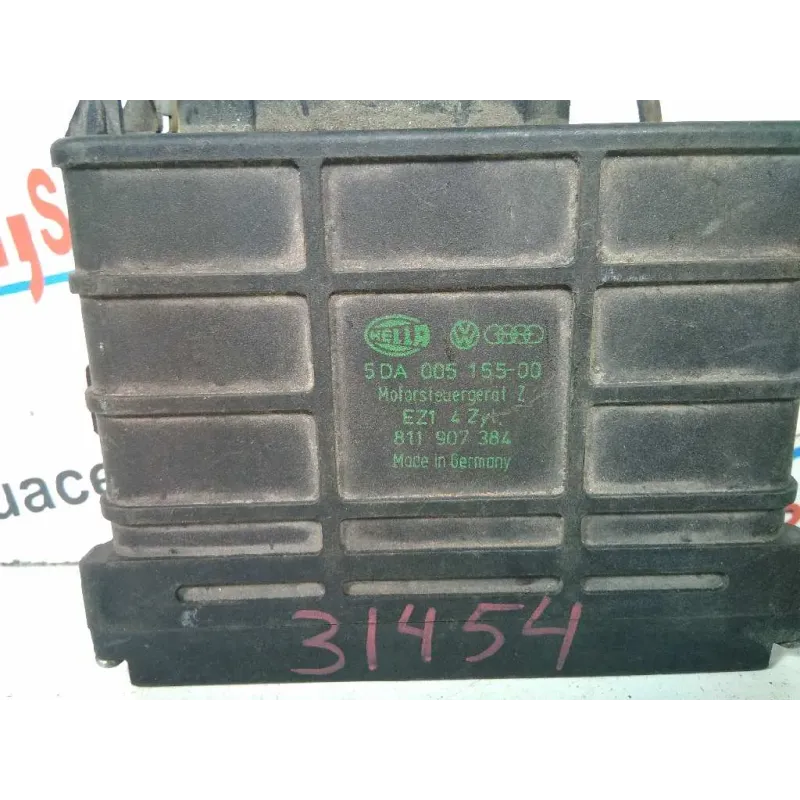 HELLA
5DA 005 155-00
Motorsteuergerät Z
EZ1 4 Zyl.
811 907 384
Made in Germany
31454